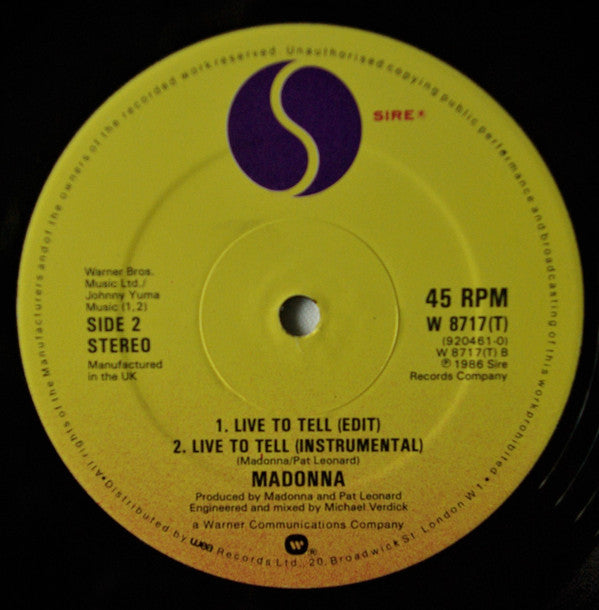 SIRE®
Warner Bros.
Music Ltd./
Johnny Yuma
Music (1,2)
SIDE 2
STEREO
Manufactured
in the UK
45 RPM
W 8717(T)
(920461-0)
W 8717(T) B
℗ 1986 Sire
Records Company
1. LIVE TO TELL (EDIT)
2. LIVE TO TELL (INSTRUMENTAL)
(Madonna/Pat Leonard)
MADONNA
Produced by Madonna and Pat Leonard
Engineered and mixed by Michael Verdick
a Warner Communications Company
W®
•All rights of the Manufacturers and of the owners of the recorded work reserved. Unauthorised copying public performance and broadcasting of this work prohibited
•Distributed by wea Records Ltd., 20, Broadwick St. London W1•